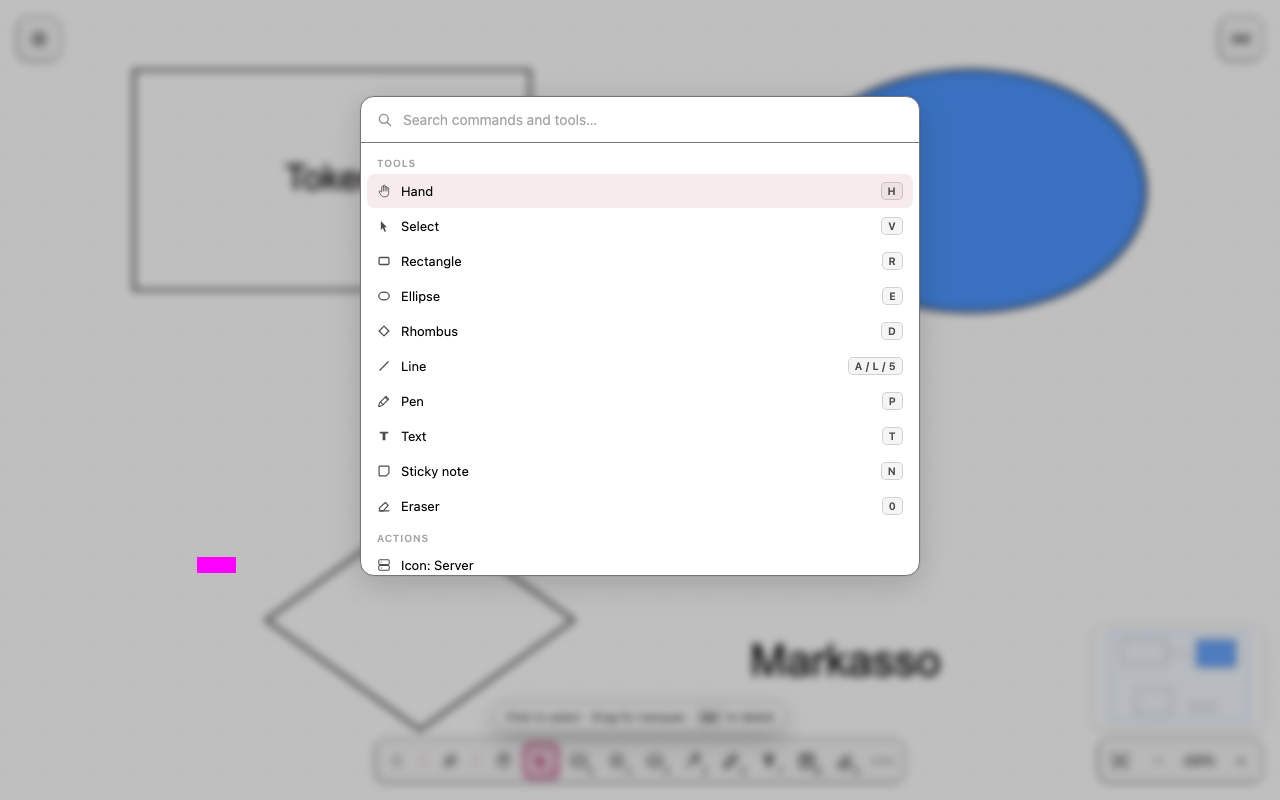 Search commands and tools...
TOOLS
Hand H
Select V
Rectangle R
Ellipse E
Rhombus D
Line A / L / 5
Pen P
Text T
Sticky note N
Eraser 0
ACTIONS
Icon: Server
Markasso